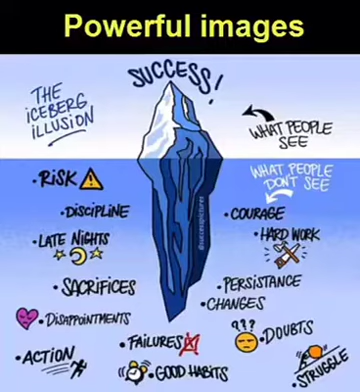 Powerful images
SUCCESS!
THE
ICEBERG
ILLUSION
WHAT PEOPLE
SEE
WHAT PEOPLE
DON'T SEE
RISK
DISCIPLINE
COURAGE
LATE NIGHTS
HARD WORK
SACRIFICES
PERSISTANCE
CHANGES
DISAPPOINTMENTS
???
DOUBTS
FAILURES
ACTION
GOOD HABITS
STRUGGLE
@successpictures